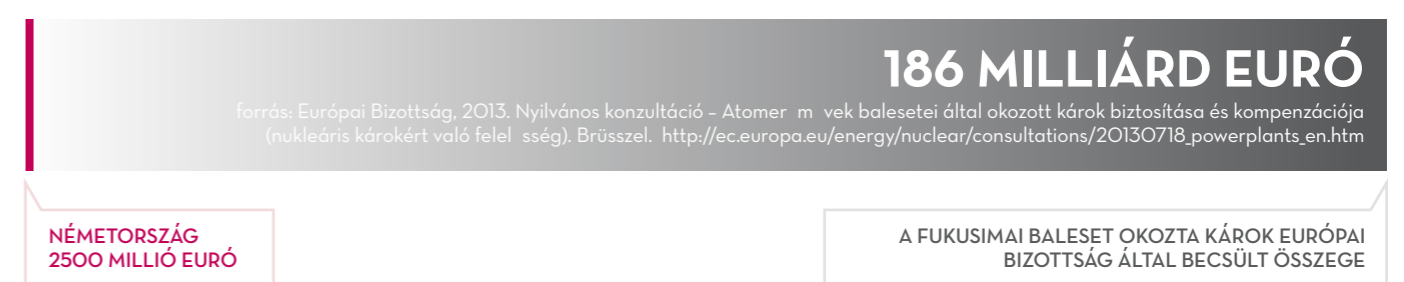 186 MILLIÁRD EURÓ
forrás: Európai Bizottság, 2013. Nyilvános konzultáció – Atomer m vek balesetei által okozott károk biztosítása és kompenzációja
(nukleáris károkért való felel sség). Brüsszel. http://ec.europa.eu/energy/nuclear/consultations/20130718_powerplants_en.htm
NÉMETORSZÁG
2500 MILLIÓ EURÓ
A FUKUSIMAI BALESET OKOZTA KÁROK EURÓPAI
BIZOTTSÁG ÁLTAL BECSÜLT ÖSSZEGE